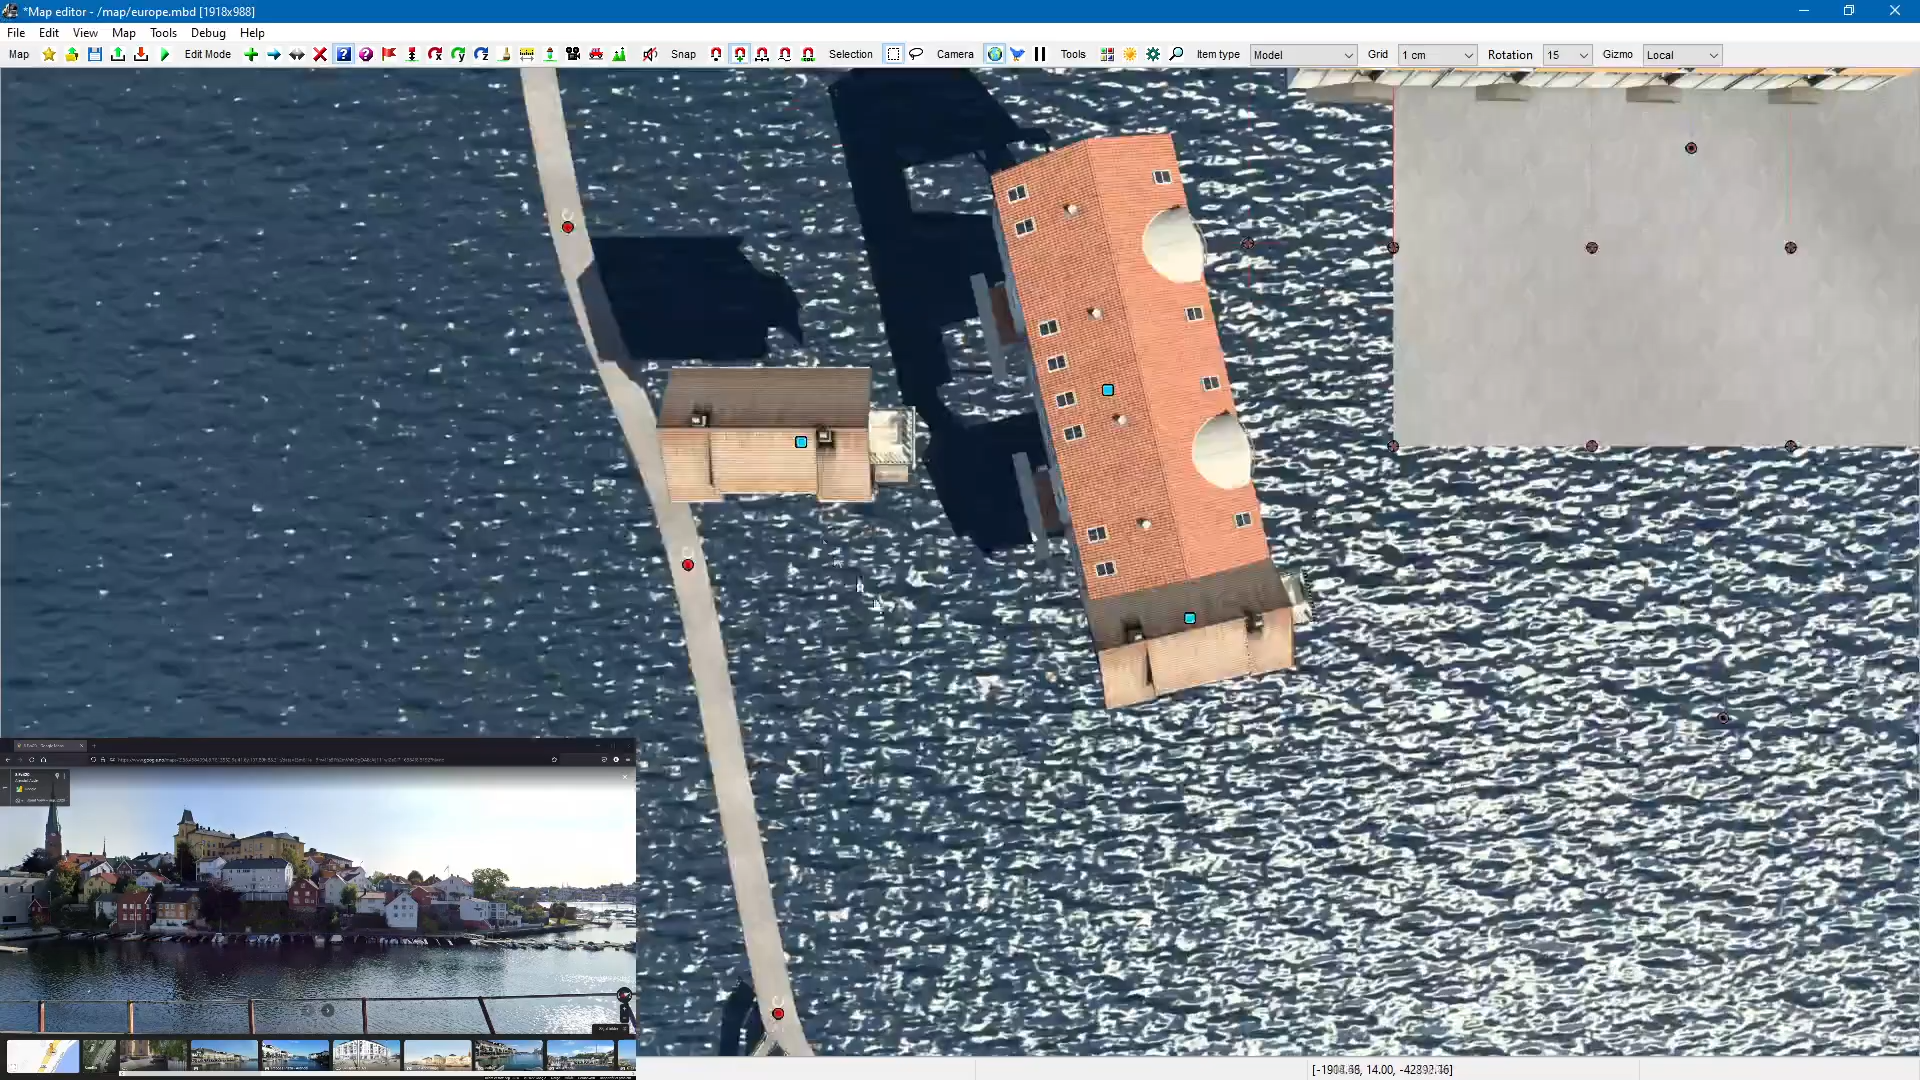 *Map editor - /map/europe.mbd [1918x988]
File Edit View Map Tools Debug Help
Map Edit Mode Snap Selection Camera Tools Item type Model Grid 1 cm Rotation 15 Gizmo Local